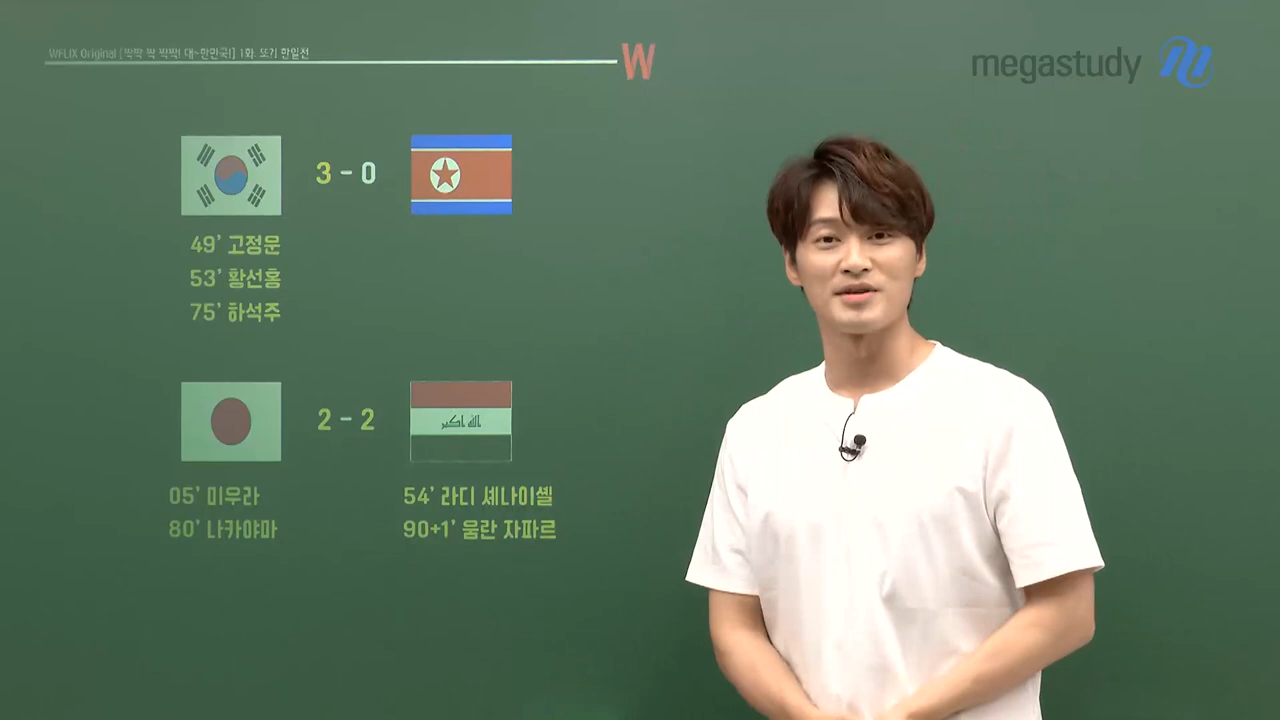 WFLIX Original [짝짝 짝 짝짝! 대~한민국!] 1화. 또?! 한일전
W
megastudy
3 - 0
49’ 고정운
53’ 황선홍
75’ 하석주
2 - 2
الله اكبر
05’ 미우라
80’ 나카야마
54’ 라디 셰나이셸
90+1’ 움란 자파르